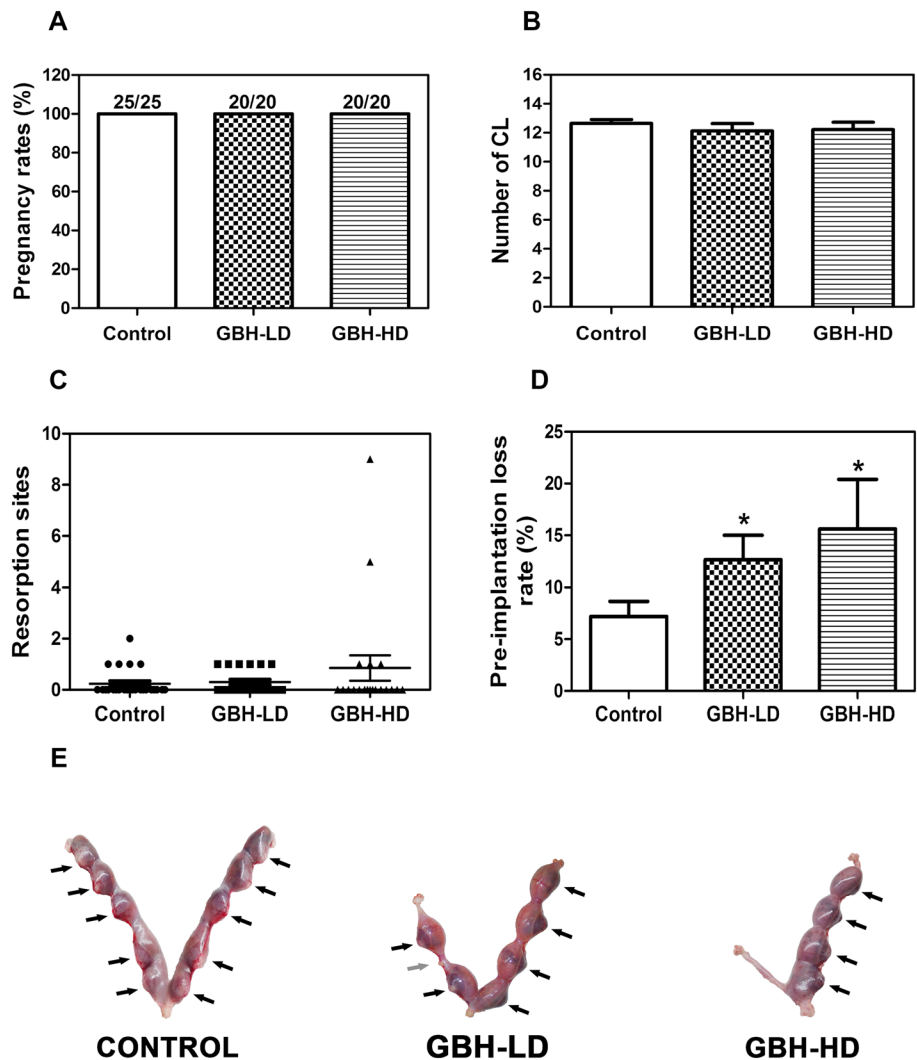 A
Pregnancy rates (%)
120
100
80
60
40
20
0
25/25
20/20
20/20
Control
GBH-LD
GBH-HD
B
Number of CL
16
14
12
10
8
6
4
2
0
Control
GBH-LD
GBH-HD
C
Resorption sites
10
8
6
4
2
0
Control
GBH-LD
GBH-HD
D
Pre-implantation loss
rate (%)
25
20
15
10
5
0
*
*
Control
GBH-LD
GBH-HD
E
CONTROL
GBH-LD
GBH-HD